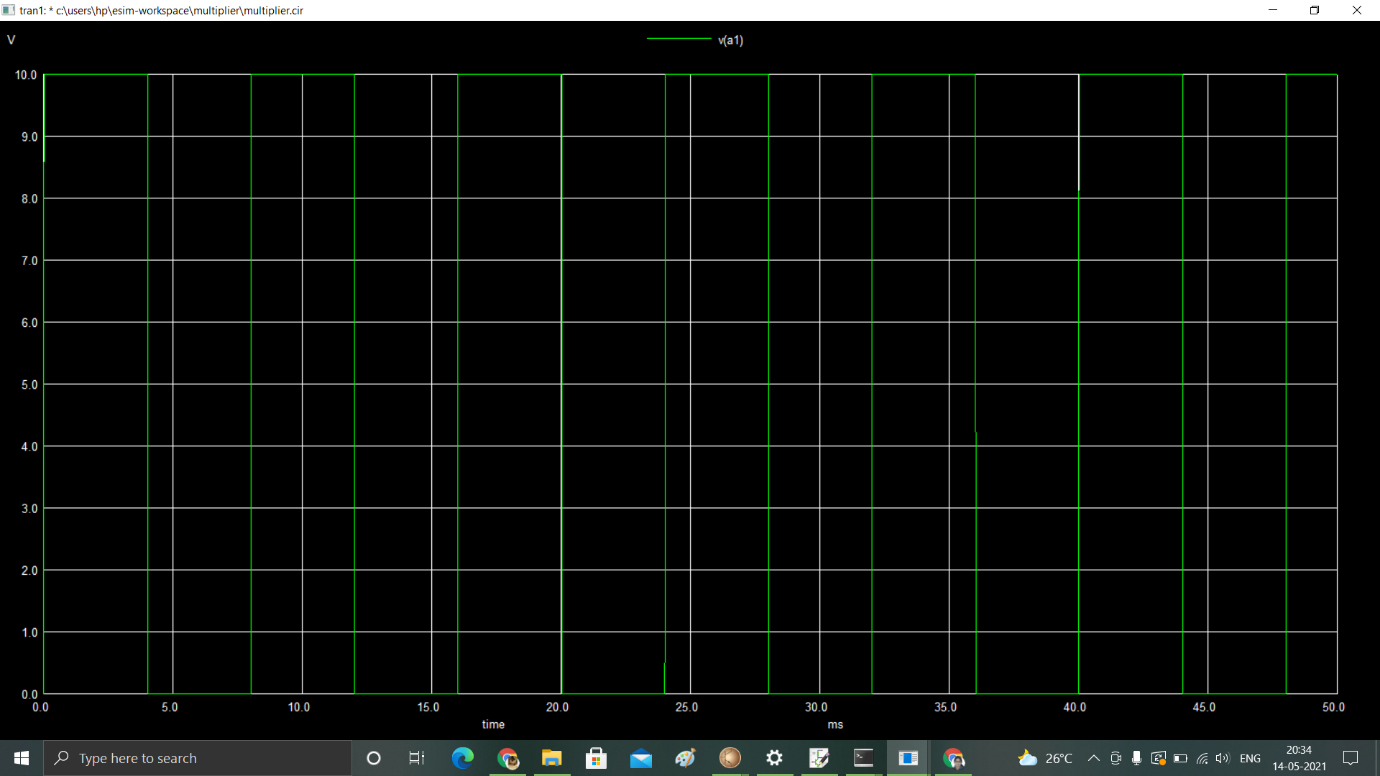 tran1: * c:\users\hp\esim-workspace\multiplier\multiplier.cir
V
v(a1)
10.0
9.0
8.0
7.0
6.0
5.0
4.0
3.0
2.0
1.0
0.0
0.0 5.0 10.0 15.0 20.0 25.0 30.0 35.0 40.0 45.0 50.0
time ms
Type here to search
26°C
ENG
20:34
14-05-2021